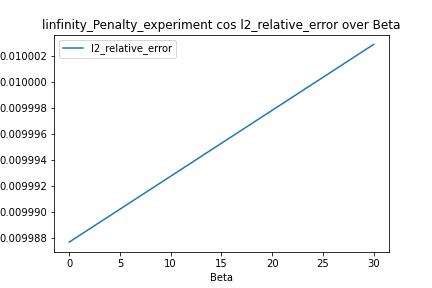 linfinity_Penalty_experiment cos l2_relative_error over Beta
l2_relative_error
0.010002
0.010000
0.009998
0.009996
0.009994
0.009992
0.009990
0.009988
0 5 10 15 20 25 30
Beta